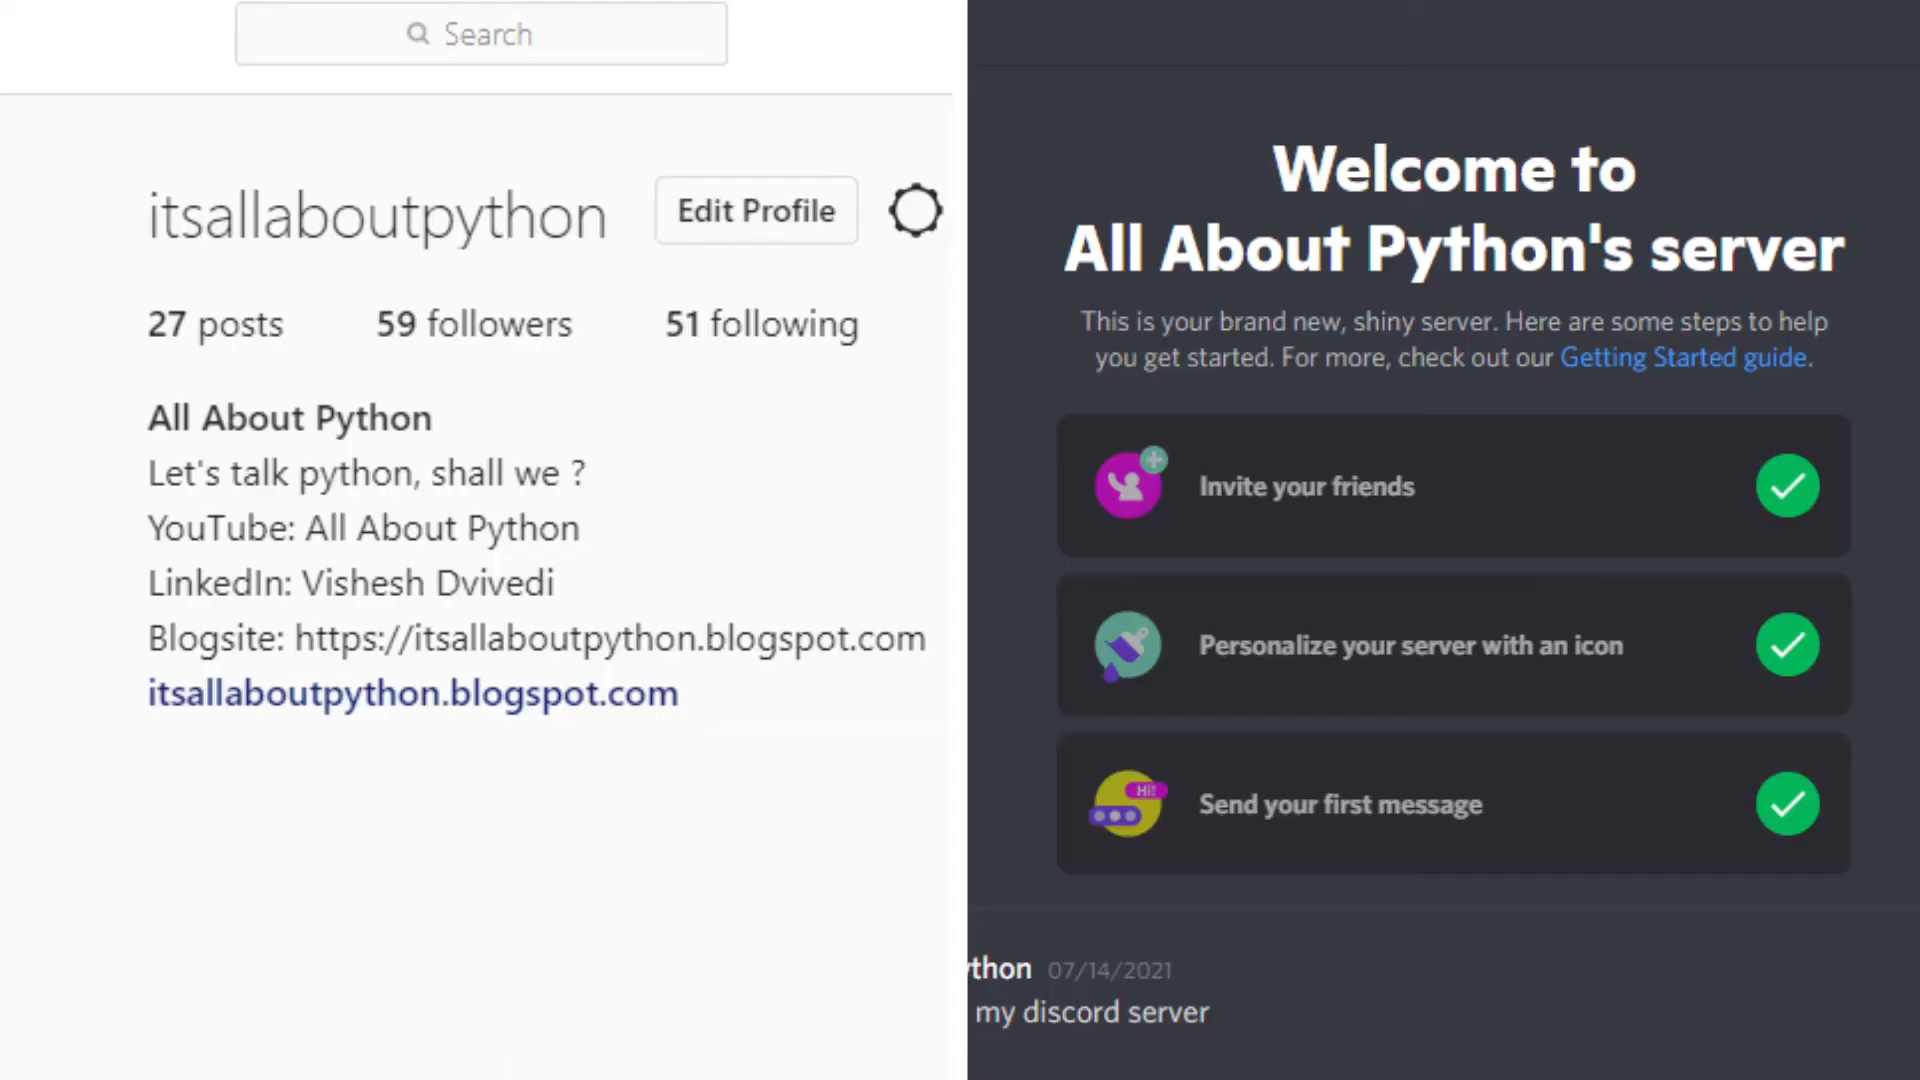 Search
itsallaboutpython
Edit Profile
27 posts 59 followers 51 following
All About Python
Let's talk python, shall we ?
YouTube: All About Python
LinkedIn: Vishesh Dvivedi
Blogsite: https://itsallaboutpython.blogspot.com
itsallaboutpython.blogspot.com
Welcome to
All About Python's server
This is your brand new, shiny server. Here are some steps to help
you get started. For more, check out our Getting Started guide.
Invite your friends
Personalize your server with an icon
Hi!
Send your first message
ython 07/14/2021
my discord server